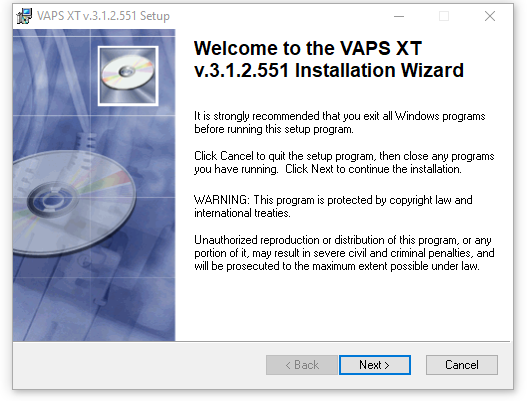 VAPS XT v.3.1.2.551 Setup
Welcome to the VAPS XT
v.3.1.2.551 Installation Wizard
It is strongly recommended that you exit all Windows programs
before running this setup program.
Click Cancel to quit the setup program, then close any programs
you have running.  Click Next to continue the installation.
WARNING: This program is protected by copyright law and
international treaties.
Unauthorized reproduction or distribution of this program, or any
portion of it, may result in severe civil and criminal penalties, and
will be prosecuted to the maximum extent possible under law.
< Back
Next >
Cancel